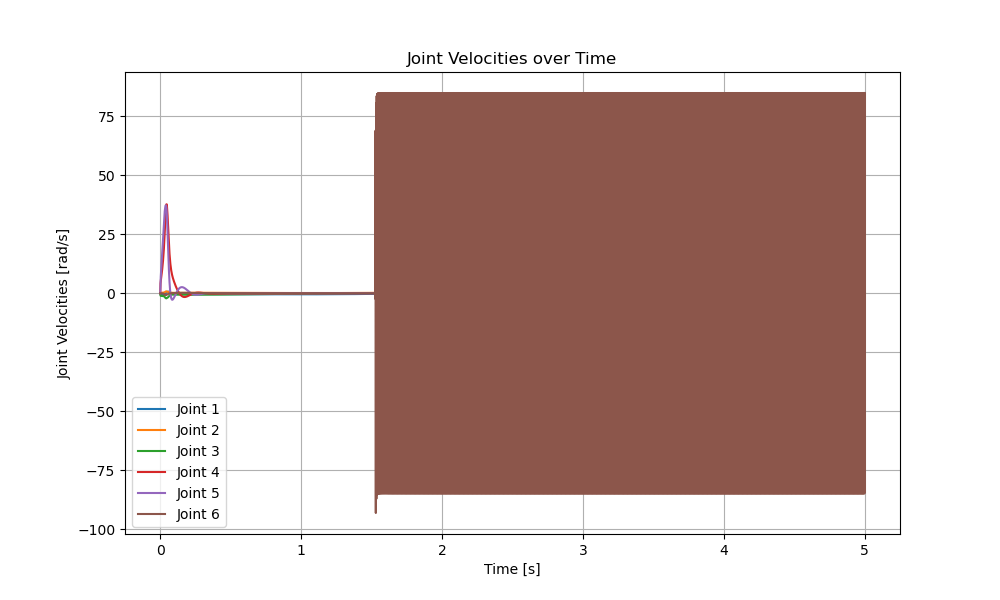 Joint Velocities over Time
Joint Velocities [rad/s]
75
50
25
0
−25
−50
−75
−100
Joint 1
Joint 2
Joint 3
Joint 4
Joint 5
Joint 6
0 1 2 3 4 5
Time [s]